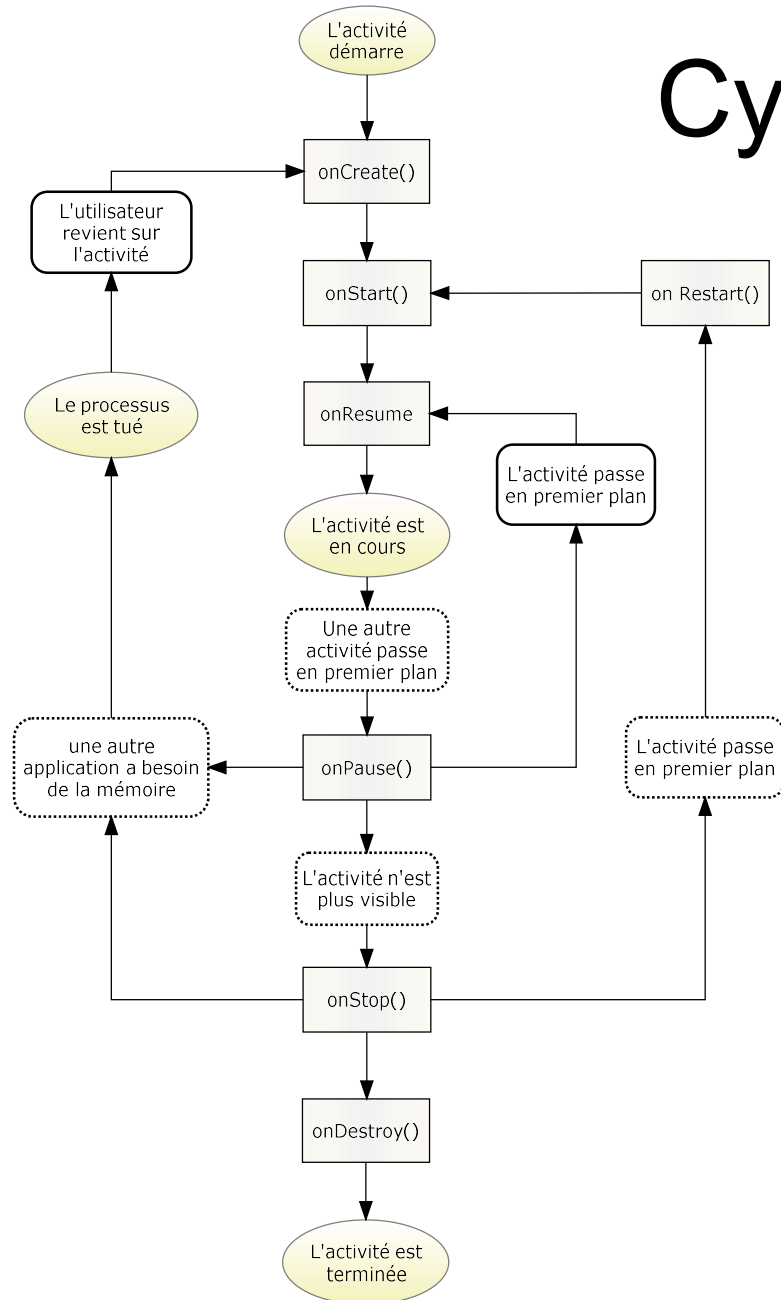 L'activité
démarre
Cy
onCreate()
L'utilisateur
revient sur
l'activité
onStart()
on Restart()
Le processus
est tué
onResume
L'activité passe
en premier plan
L'activité est
en cours
Une autre
activité passe
en premier plan
une autre
application a besoin
de la mémoire
onPause()
L'activité passe
en premier plan
L'activité n'est
plus visible
onStop()
onDestroy()
L'activité est
terminée